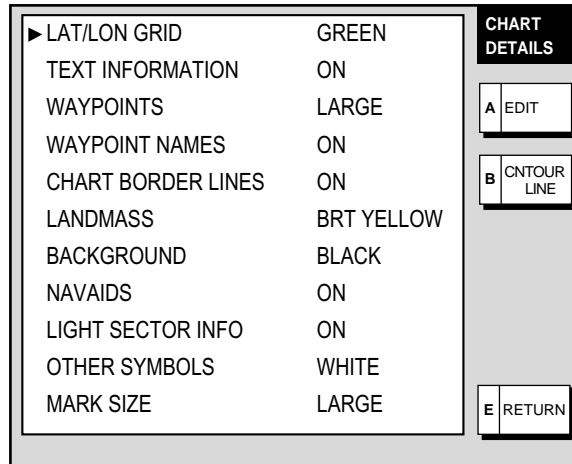 ►LAT/LON GRID GREEN
TEXT INFORMATION ON
WAYPOINTS LARGE
WAYPOINT NAMES ON
CHART BORDER LINES ON
LANDMASS BRT YELLOW
BACKGROUND BLACK
NAVAIDS ON
LIGHT SECTOR INFO ON
OTHER SYMBOLS WHITE
MARK SIZE LARGE
CHART
DETAILS
A EDIT
B CNTOUR
LINE
E RETURN